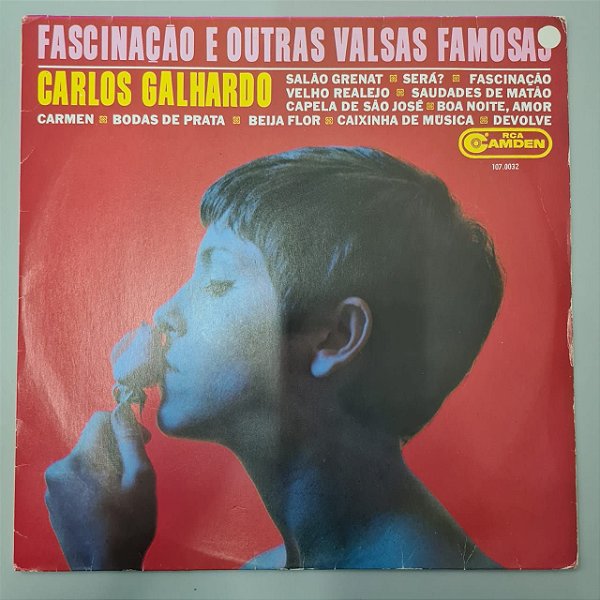 FASCINAÇÃO E OUTRAS VALSAS FAMOSAS
CARLOS GALHARDO
SALÃO GRENAT ▣ SERÁ? ▣ FASCINAÇÃO
VELHO REALEJO ▣ SAUDADES DE MATÃO
CAPELA DE SÃO JOSÉ ▣ BOA NOITE, AMOR
CARMEN ▣ BODAS DE PRATA ▣ BEIJA FLOR ▣ CAIXINHA DE MÚSICA ▣ DEVOLVE
RCA
CAMDEN
107.0032